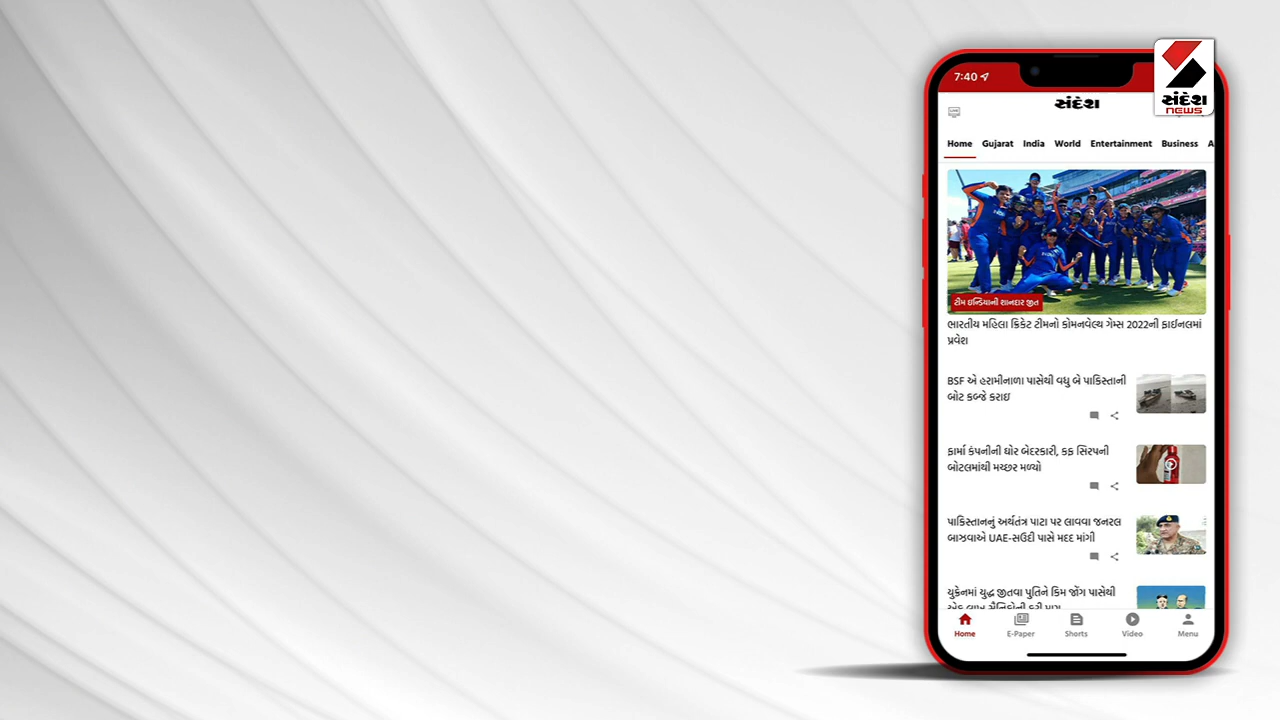 સંદેશ
NEWS
7:40
સંદેશ
Home Gujarat India World Entertainment Business A
ટીમ ઇન્ડિયાની શાનદાર જીત
ભારતીય મહિલા ક્રિકેટ ટીમનો કોમનવેલ્થ ગેમ્સ 2022ની ફાઈનલમાં
પ્રવેશ
BSF એ હરામીનાળા પાસેથી વધુ બે પાકિસ્તાની
બોટ કબ્જે કરાઇ
ફાર્મા કંપનીની ઘોર બેદરકારી, કફ સિરપની
બોટલમાંથી મચ્છર મળ્યો
પાકિસ્તાનનું અર્થતંત્ર પાટા પર લાવવા જનરલ
બાઝવાએ UAE-સઉદી પાસે મદદ માંગી
યુક્રેનમાં યુદ્ધ જીતવા પુતિને કિમ જોંગ પાસેથી
Home E-Paper Shorts Video Menu